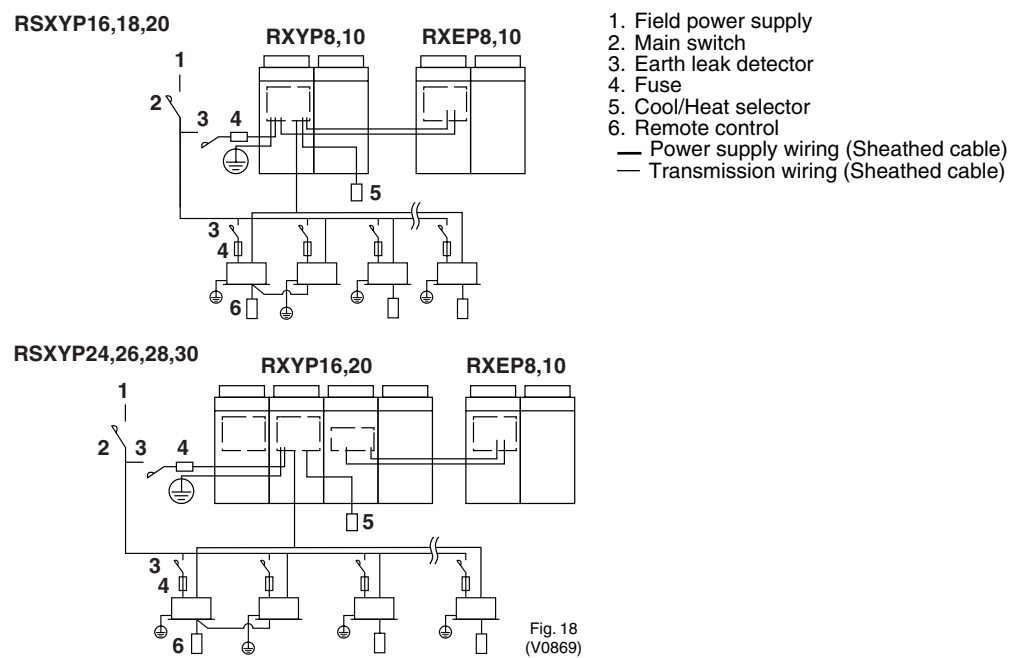 RSXYP16,18,20
RXYP8,10
RXEP8,10
1
2
3
4
5
3
4
6
1. Field power supply
2. Main switch
3. Earth leak detector
4. Fuse
5. Cool/Heat selector
6. Remote control
Power supply wiring (Sheathed cable)
Transmission wiring (Sheathed cable)
RSXYP24,26,28,30
RXYP16,20
RXEP8,10
1
2
3
4
5
3
4
6
Fig. 18
(V0869)